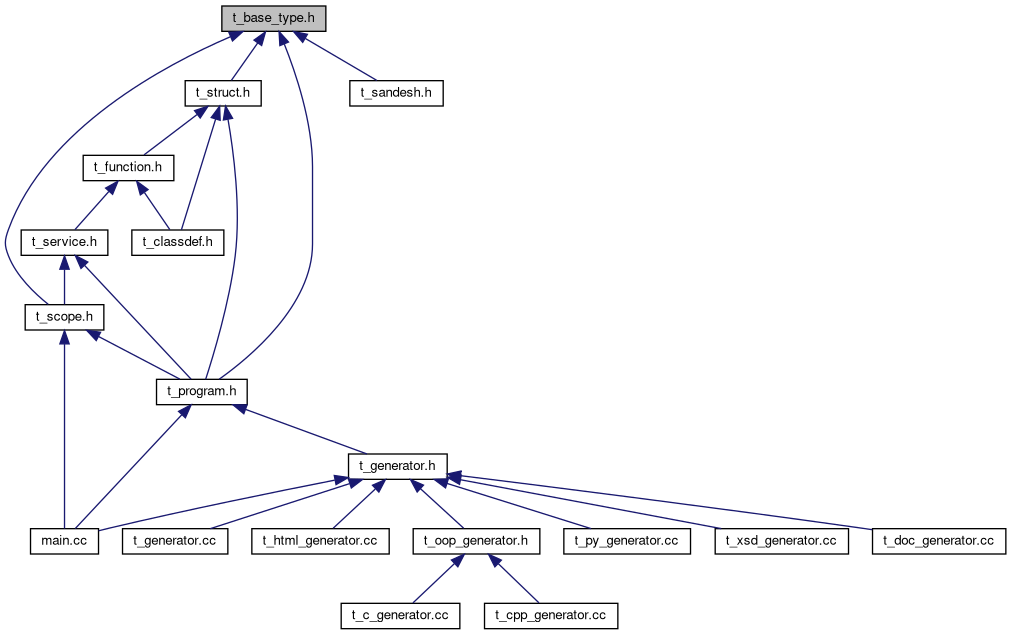 t_base_type.h
t_struct.h
t_sandesh.h
t_function.h
t_service.h
t_classdef.h
t_scope.h
t_program.h
t_generator.h
main.cc
t_generator.cc
t_html_generator.cc
t_oop_generator.h
t_py_generator.cc
t_xsd_generator.cc
t_doc_generator.cc
t_c_generator.cc
t_cpp_generator.cc